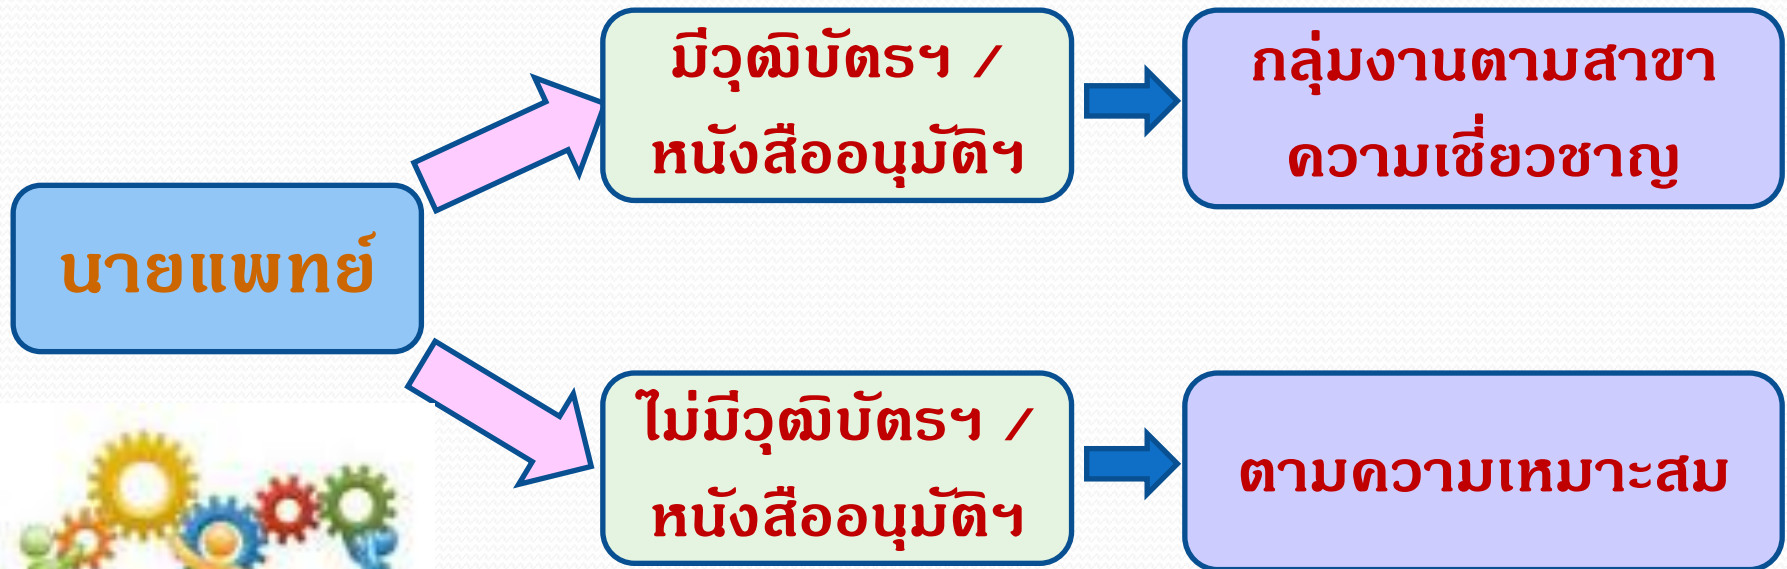 นายแพทย์
มีวุฒิบัตรฯ /
หนังสืออนุมัติฯ
กลุ่มงานตามสาขา
ความเชี่ยวชาญ
ไม่มีวุฒิบัตรฯ /
หนังสืออนุมัติฯ
ตามความเหมาะสม